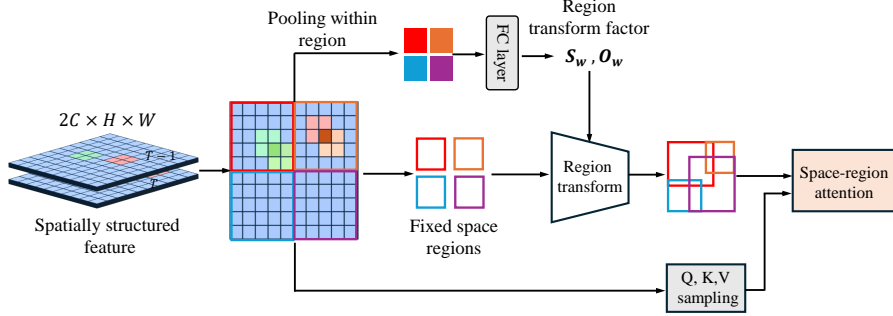 Pooling within
region
FC layer
Region
transform factor
S_w , O_w
2C × H × W
T = 1
T
Spatially structured
feature
Fixed space
regions
Region
transform
Space-region
attention
Q, K,V
sampling